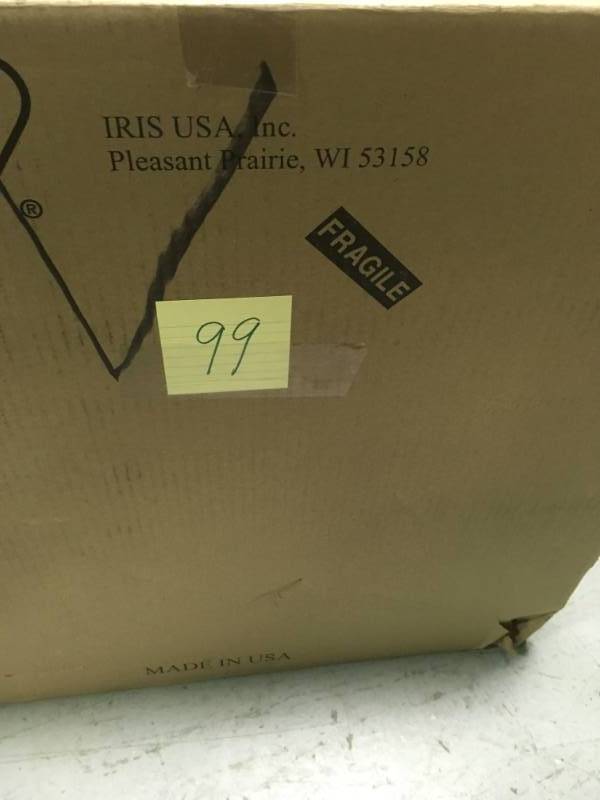 IRIS USA, Inc.
Pleasant Prairie, WI 53158
®
FRAGILE
99
MADE IN USA